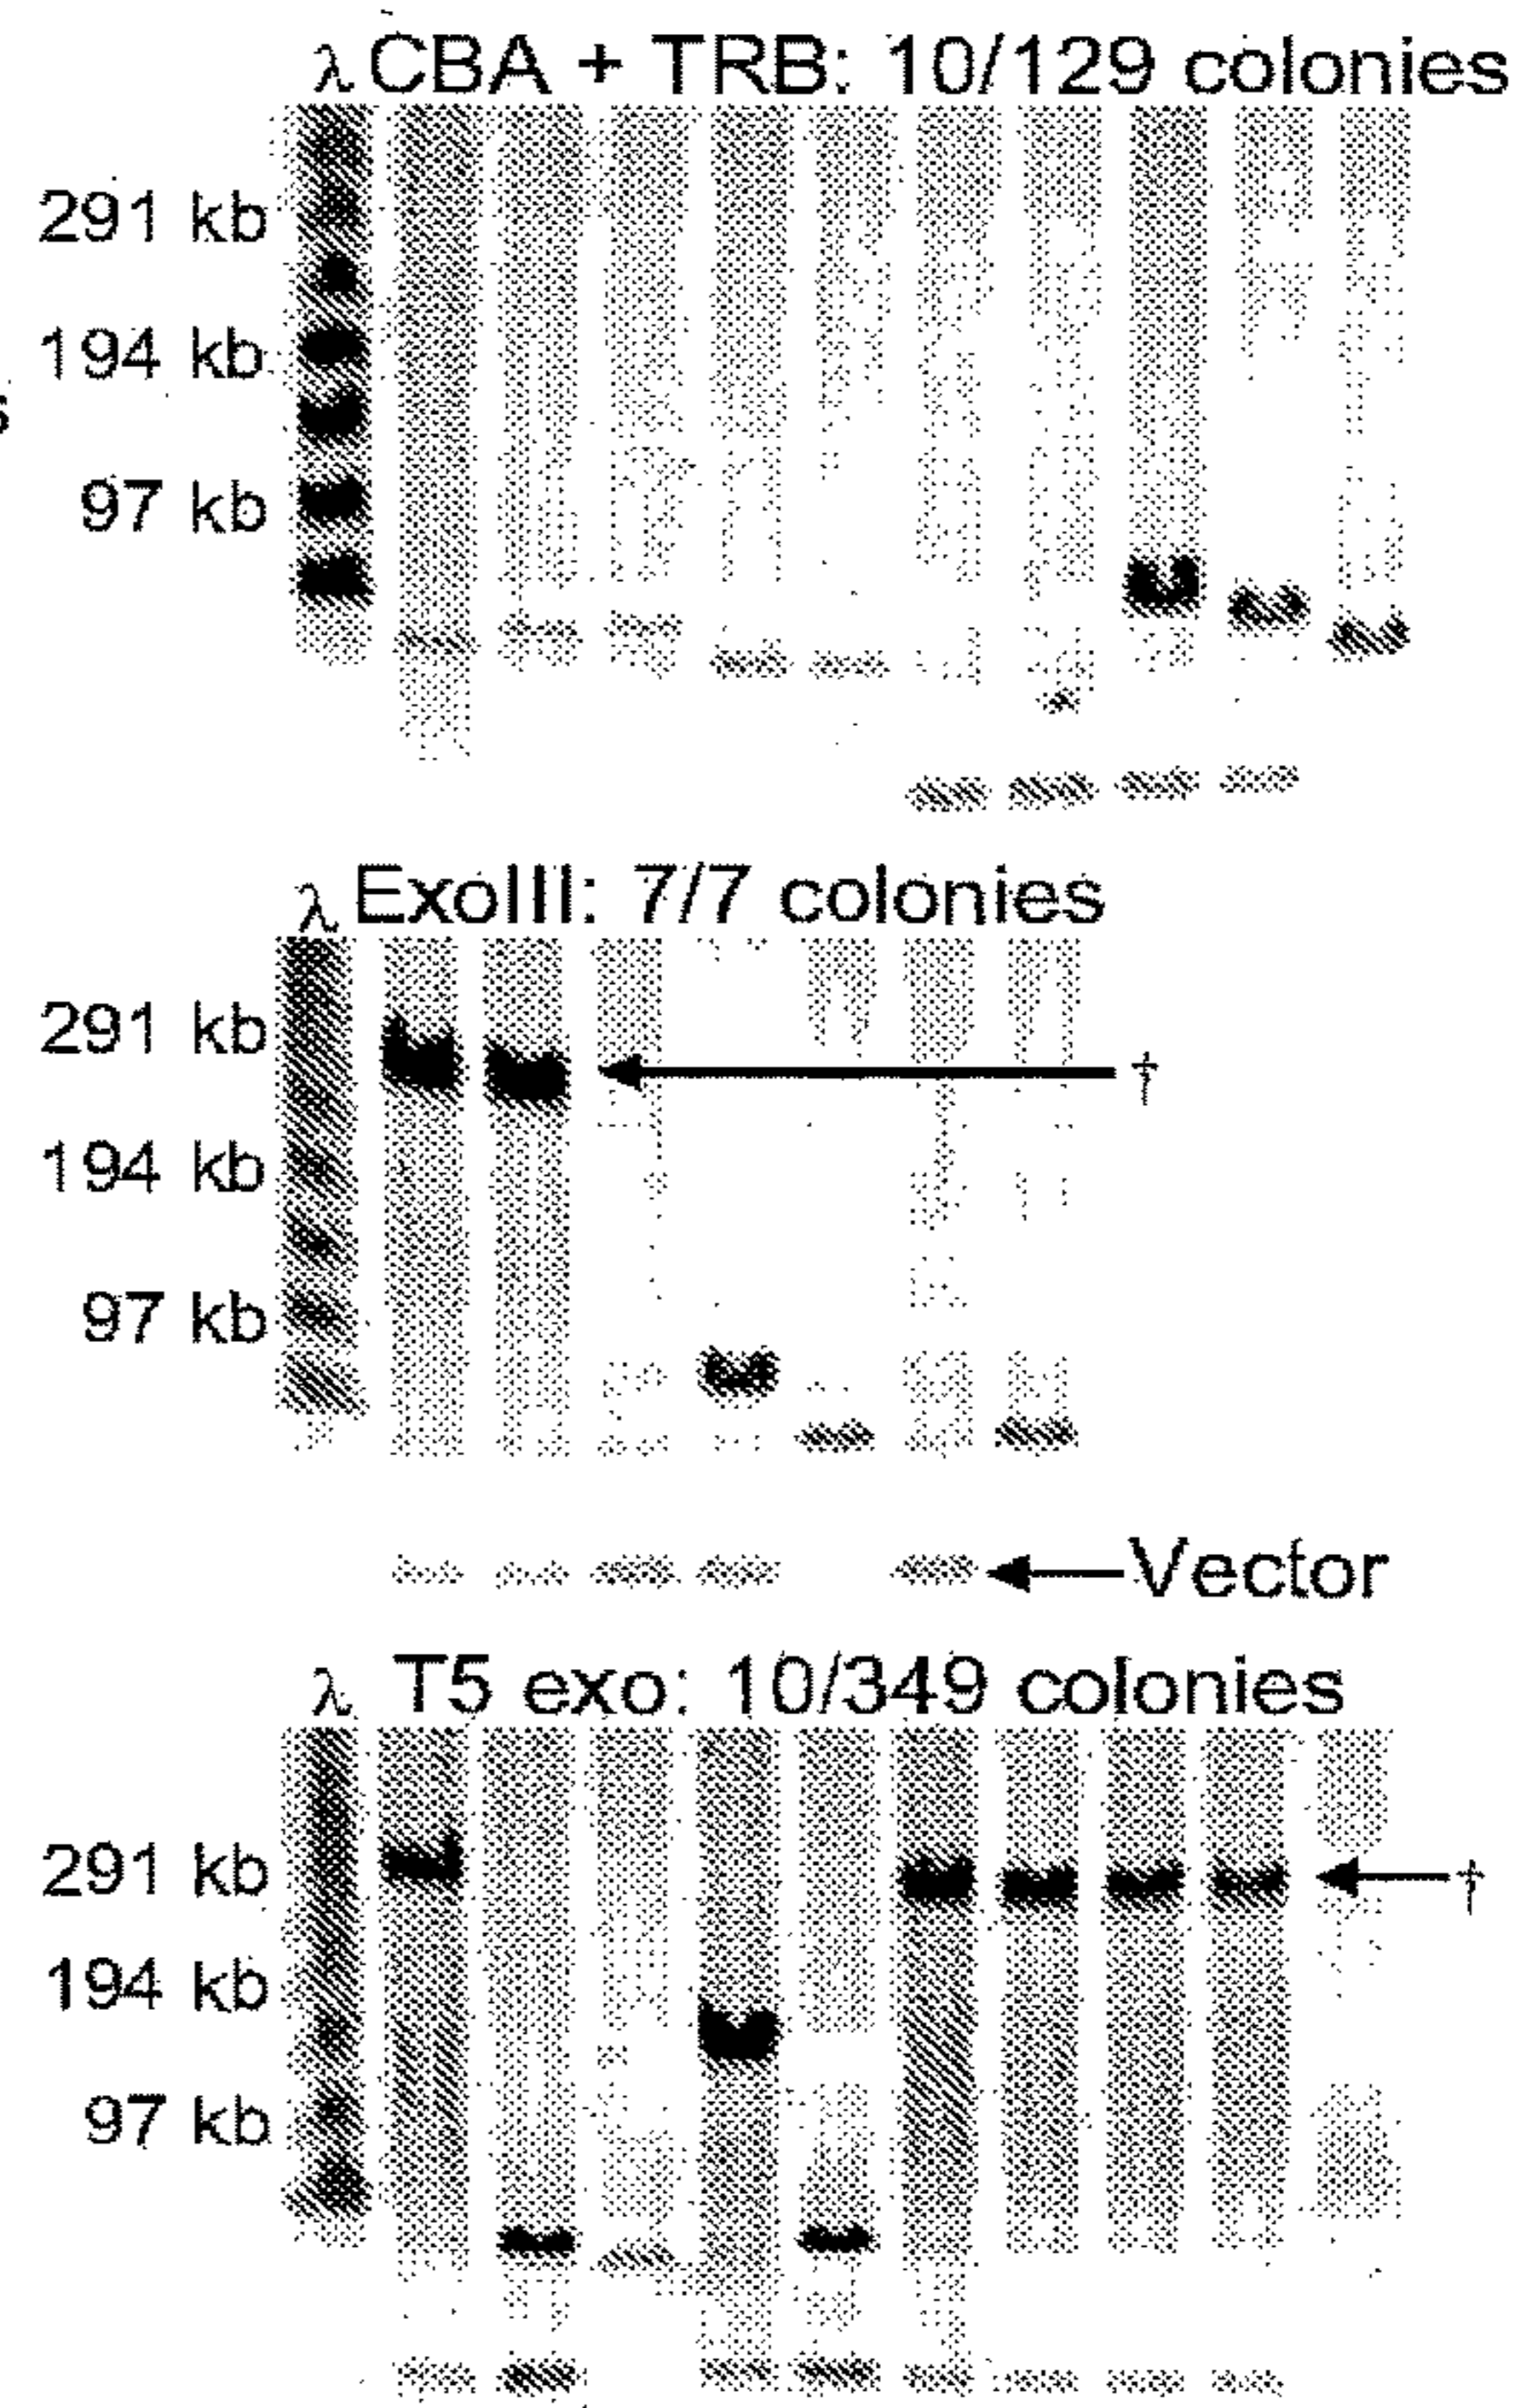 λ CBA + TRB: 10/129 colonies
291 kb
194 kb
s
97 kb
λ ExoIII: 7/7 colonies
291 kb
†
194 kb
97 kb
Vector
λ T5 exo: 10/349 colonies
291 kb
†
194 kb
97 kb